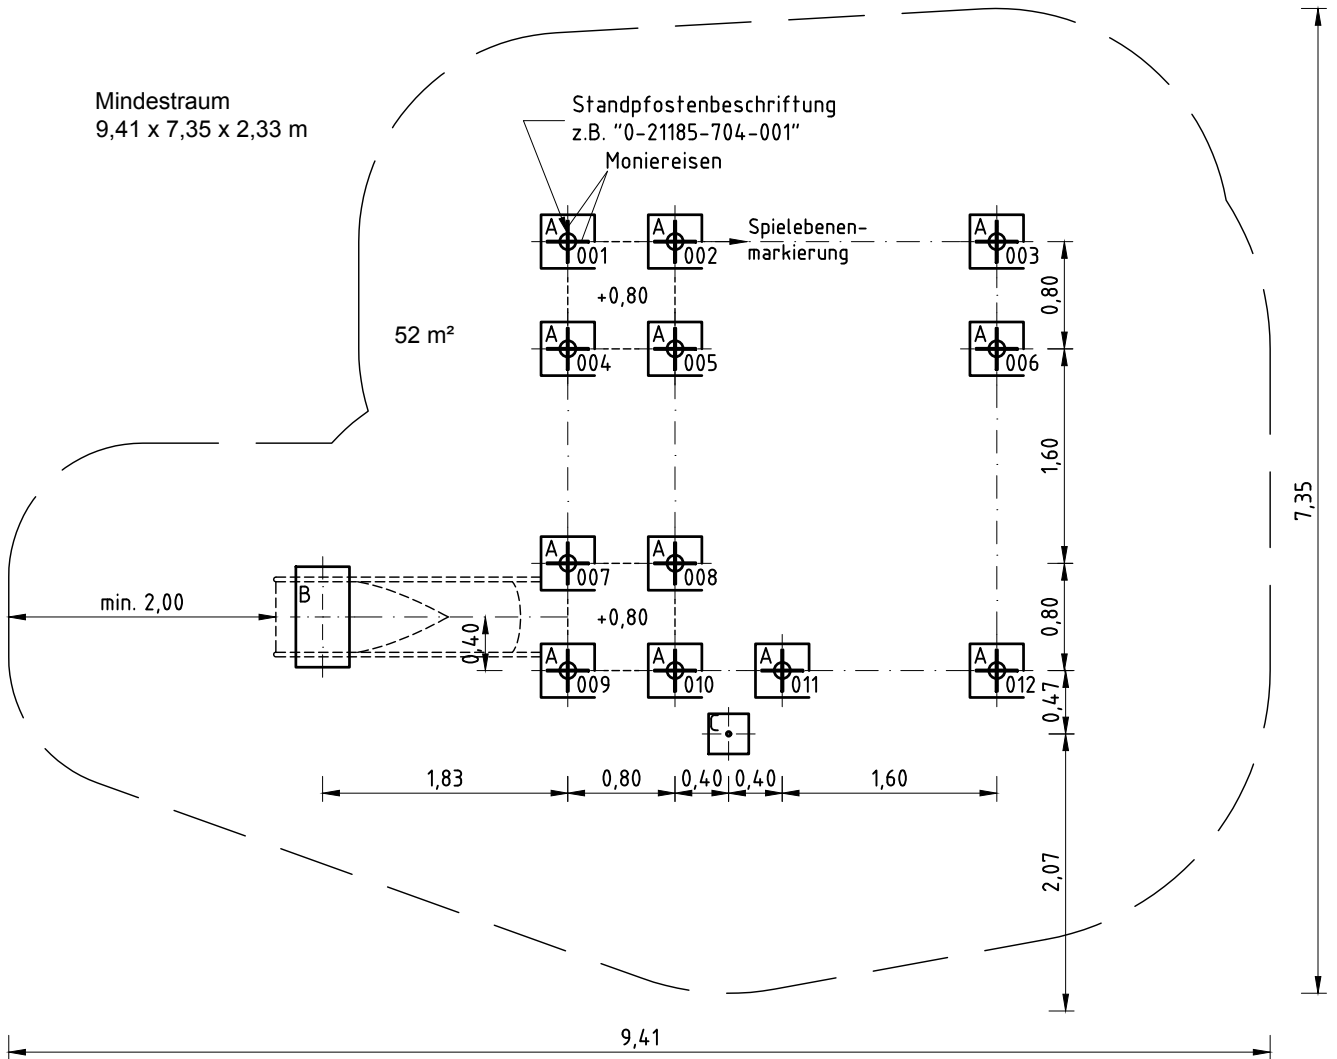 Mindestraum
9,41 x 7,35 x 2,33 m
Standpfostenbeschriftung
z.B. "0-21185-704-001"
Moniereisen
A
001
A
002
Spielebenen-
markierung
A
003
+0,80
0,80
52 m²
A
004
A
005
A
006
1,60
7,35
A
007
A
008
B
min. 2,00
0,40
+0,80
0,80
A
009
A
010
A
011
A
012
0,47
C
1,83
0,80
0,40
0,40
1,60
2,07
9,41